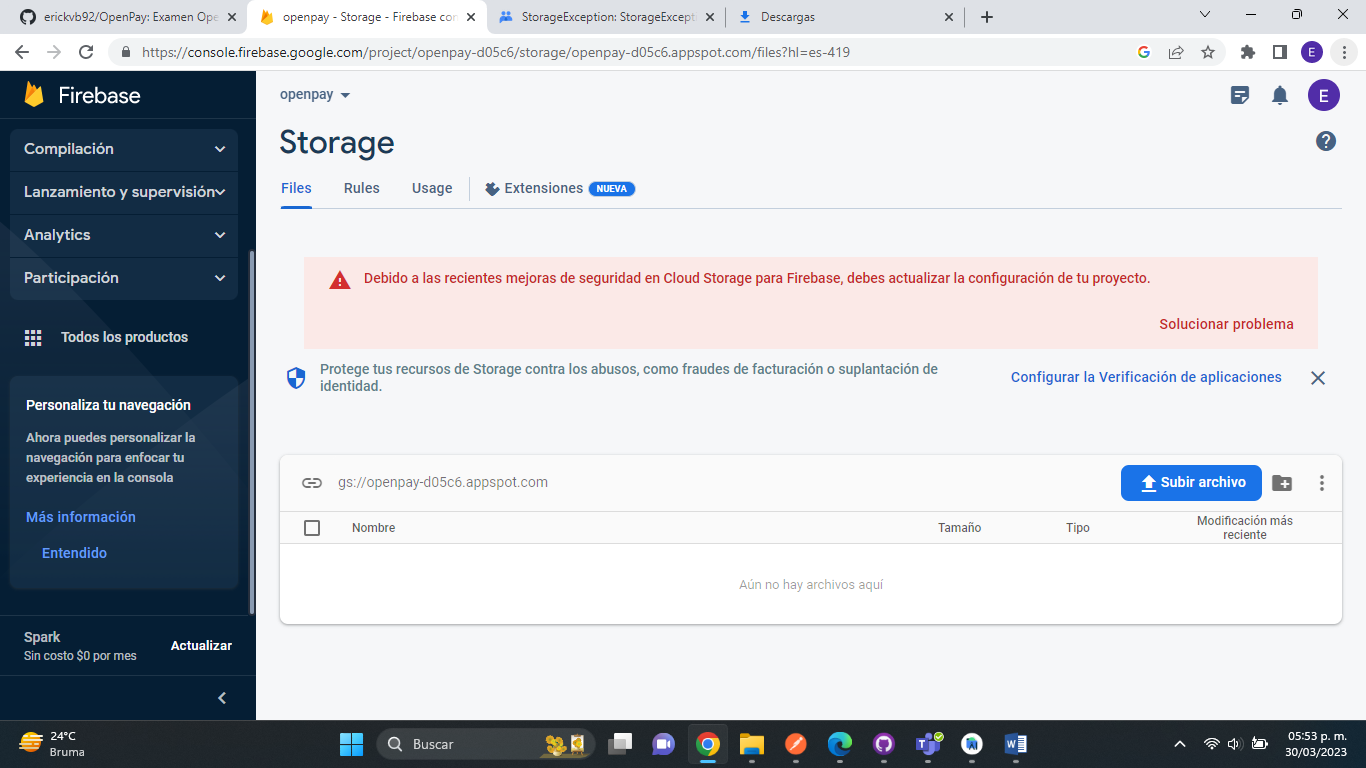 erickvb92/OpenPay: Examen Ope
openpay - Storage - Firebase con
StorageException: StorageExcepti
Descargas
https://console.firebase.google.com/project/openpay-d05c6/storage/openpay-d05c6.appspot.com/files?hl=es-419
E
Firebase
Compilación
Lanzamiento y supervisión
Analytics
Participación
Todos los productos
Personaliza tu navegación
Ahora puedes personalizar la
navegación para enfocar tu
experiencia en la consola
Más información
Entendido
Spark
Sin costo $0 por mes
Actualizar
openpay
E
Storage
Files
Rules
Usage
Extensiones
NUEVA
Debido a las recientes mejoras de seguridad en Cloud Storage para Firebase, debes actualizar la configuración de tu proyecto.
Solucionar problema
Protege tus recursos de Storage contra los abusos, como fraudes de facturación o suplantación de
identidad.
Configurar la Verificación de aplicaciones
gs://openpay-d05c6.appspot.com
Subir archivo
Nombre
Tamaño
Tipo
Modificación más
reciente
Aún no hay archivos aquí
24°C
Bruma
Buscar
05:53 p. m.
30/03/2023